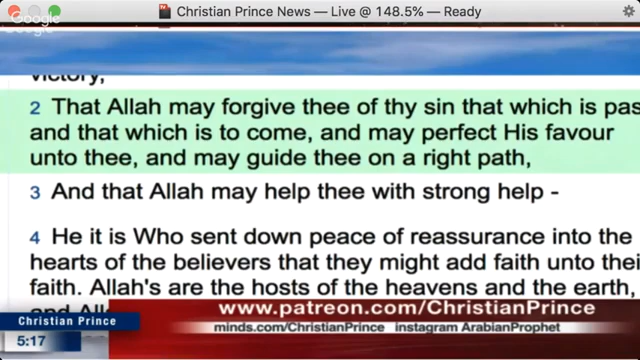 Christian Prince News — Live @ 148.5% — Ready
Google
Google
victory,
2 That Allah may forgive thee of thy sin that which is pas
and that which is to come, and may perfect His favour
unto thee, and may guide thee on a right path,
3 And that Allah may help thee with strong help -
4 He it is Who sent down peace of reassurance into the
hearts of the believers that they might add faith unto thei
faith. Allah's are the hosts of the heavens and the earth,
and All
www.patreon.com/ChristianPrince
Christian Prince
minds.com/ChristianPrince instagram ArabianProphet
5:17